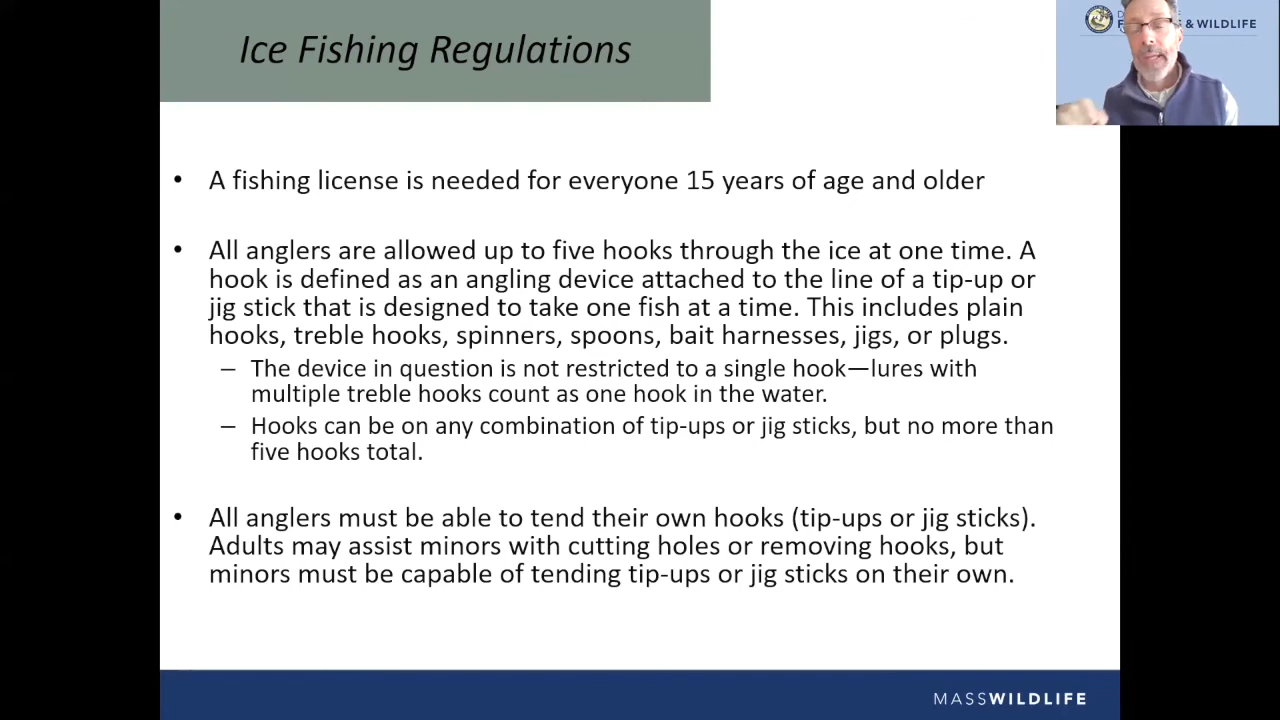 Ice Fishing Regulations
& WILDLIFE
• A fishing license is needed for everyone 15 years of age and older
• All anglers are allowed up to five hooks through the ice at one time. A
hook is defined as an angling device attached to the line of a tip-up or
jig stick that is designed to take one fish at a time. This includes plain
hooks, treble hooks, spinners, spoons, bait harnesses, jigs, or plugs.
– The device in question is not restricted to a single hook—lures with
multiple treble hooks count as one hook in the water.
– Hooks can be on any combination of tip-ups or jig sticks, but no more than
five hooks total.
• All anglers must be able to tend their own hooks (tip-ups or jig sticks).
Adults may assist minors with cutting holes or removing hooks, but
minors must be capable of tending tip-ups or jig sticks on their own.
MASSWILDLIFE